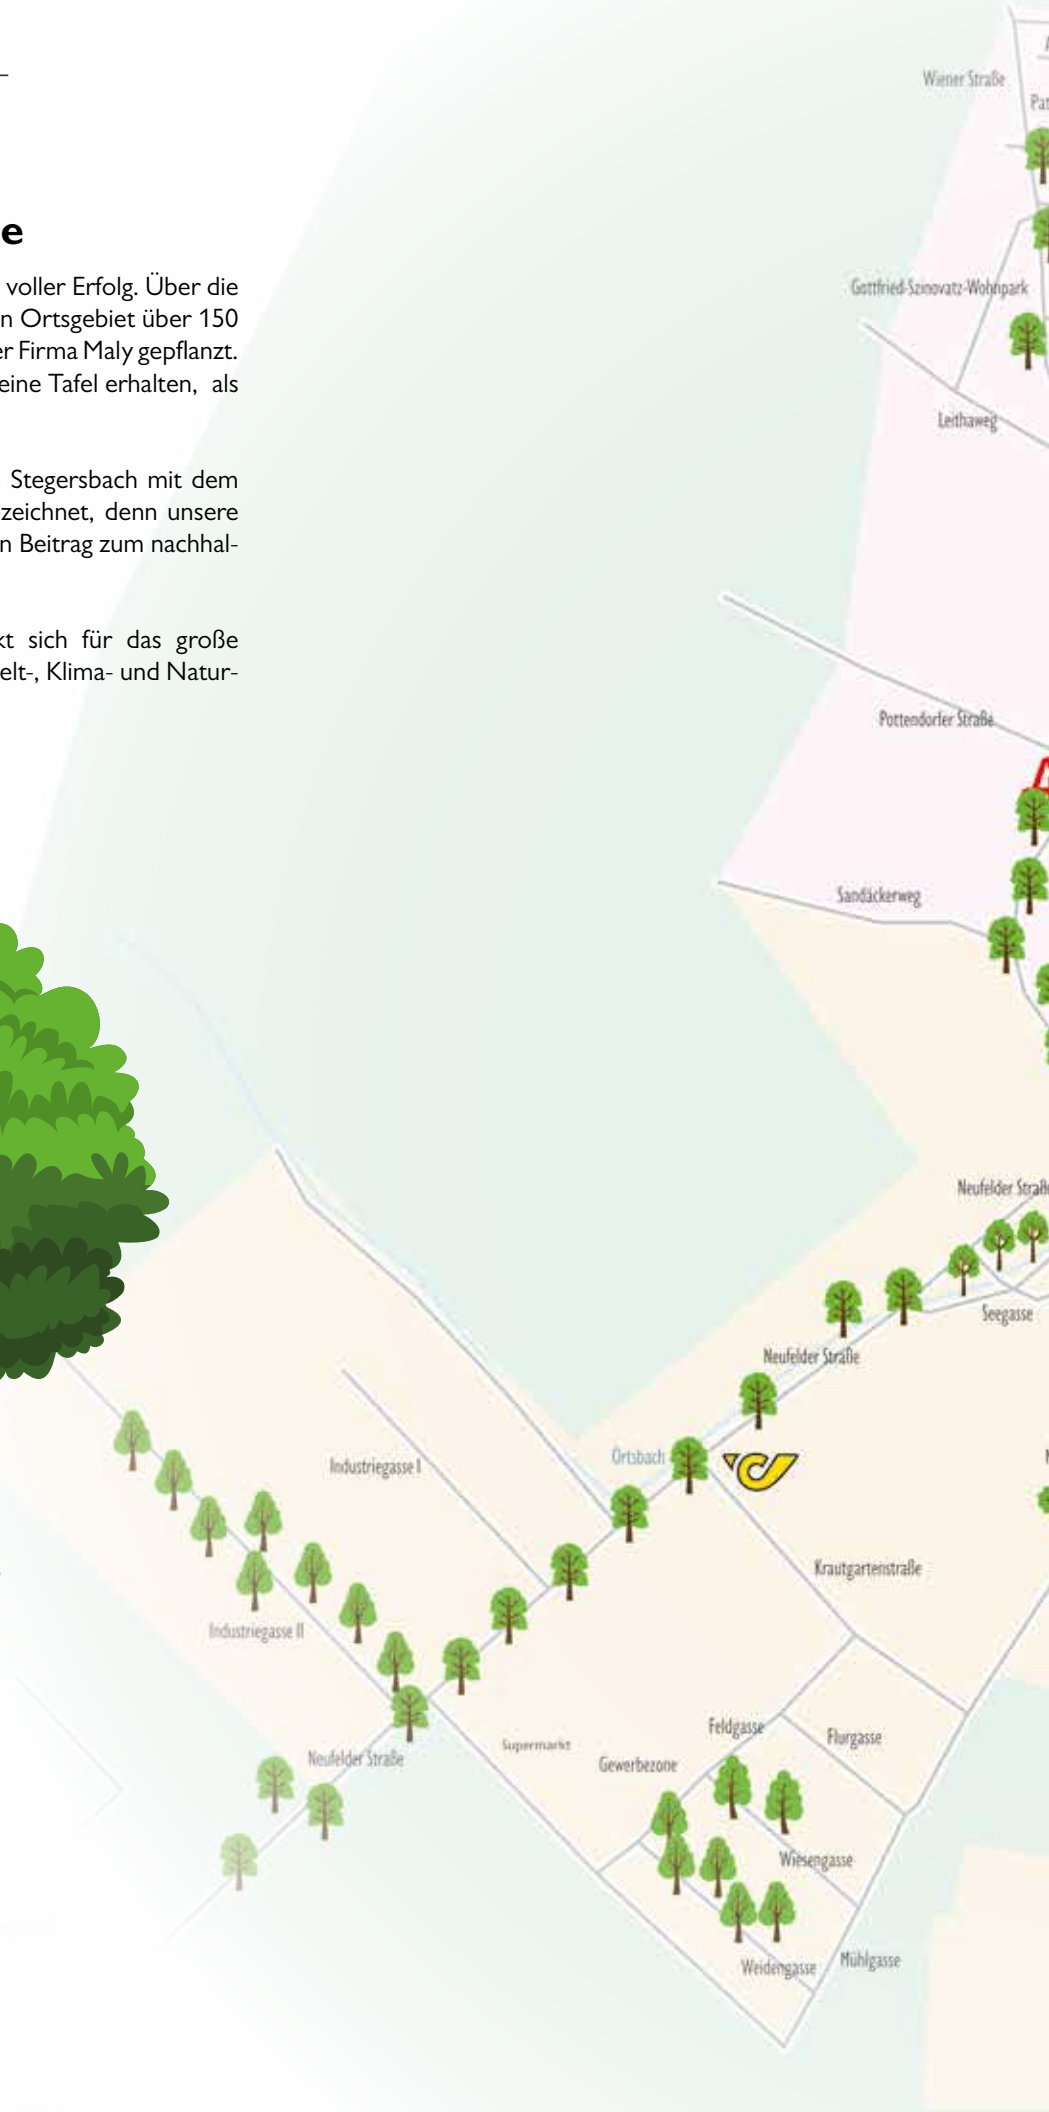 e
voller Erfolg. Über die
n Ortsgebiet über 150
er Firma Maly gepflanzt.
eine Tafel erhalten, als
Stegersbach mit dem
zeichnet, denn unsere
n Beitrag zum nachhal-
kt sich für das große
elt-, Klima- und Natur-
Wiener Straße
Pat
Gottfried-Szinovatz-Wohnpark
Leithaweg
Pottendorfer Straße
Sandäckerweg
Neufelder Straße
Seegasse
Neufelder Straße
Ortsbach
Industriegasse I
Krautgartenstraße
Industriegasse II
Feldgasse
Flurgasse
Supermarkt
Neufelder Straße
Gewerbezone
Wiesengasse
Mühlgasse
Weidengasse